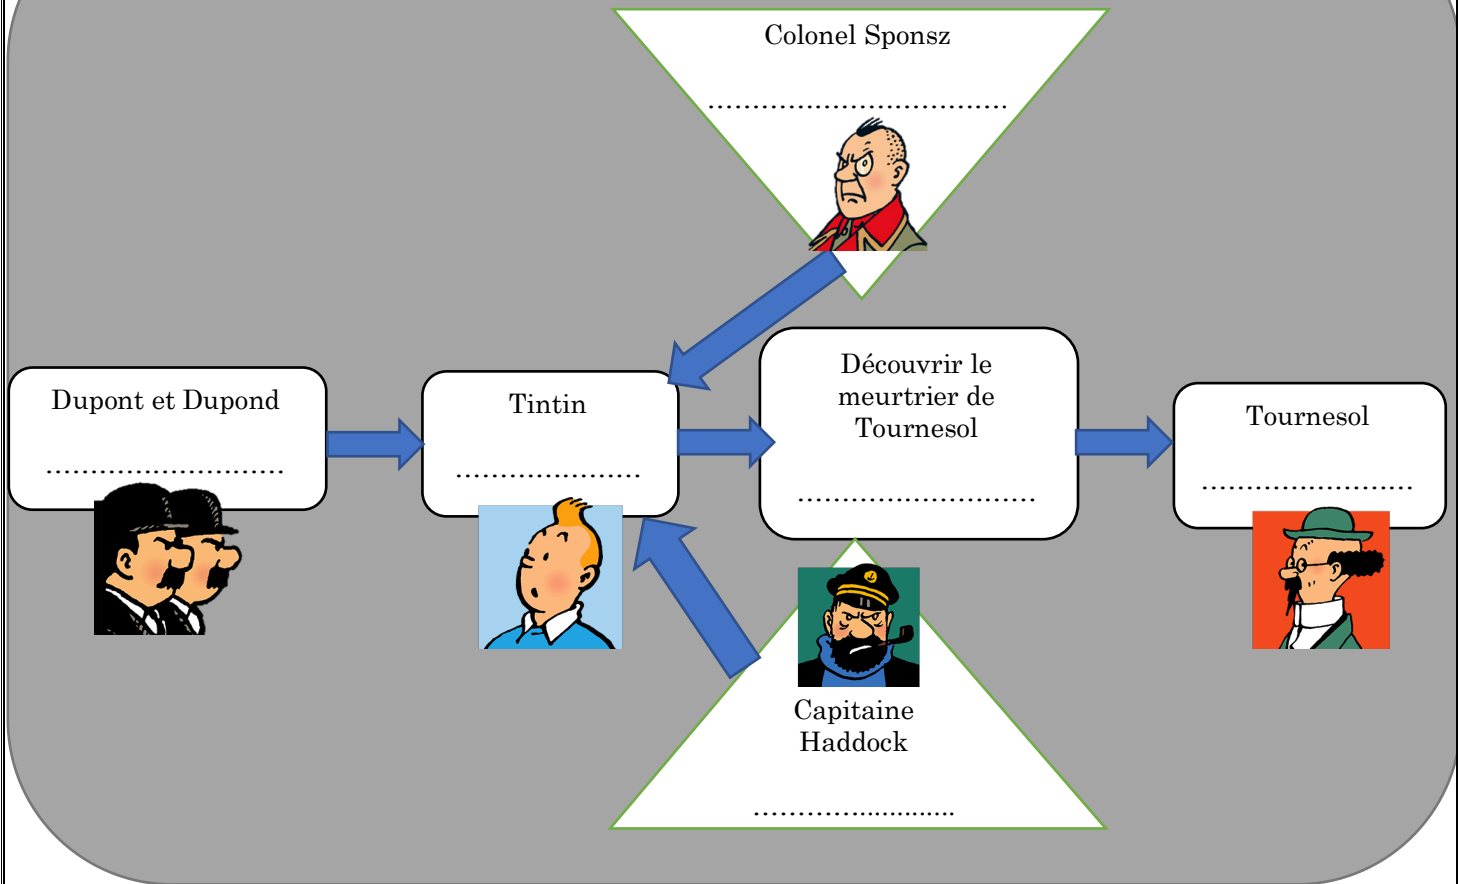 Colonel Sponsz
……………………………..
Dupont et Dupond
………………………
Tintin
…………………
Découvrir le
meurtrier de
Tournesol
………………………
Tournesol
…………………….
Capitaine
Haddock
…………..............